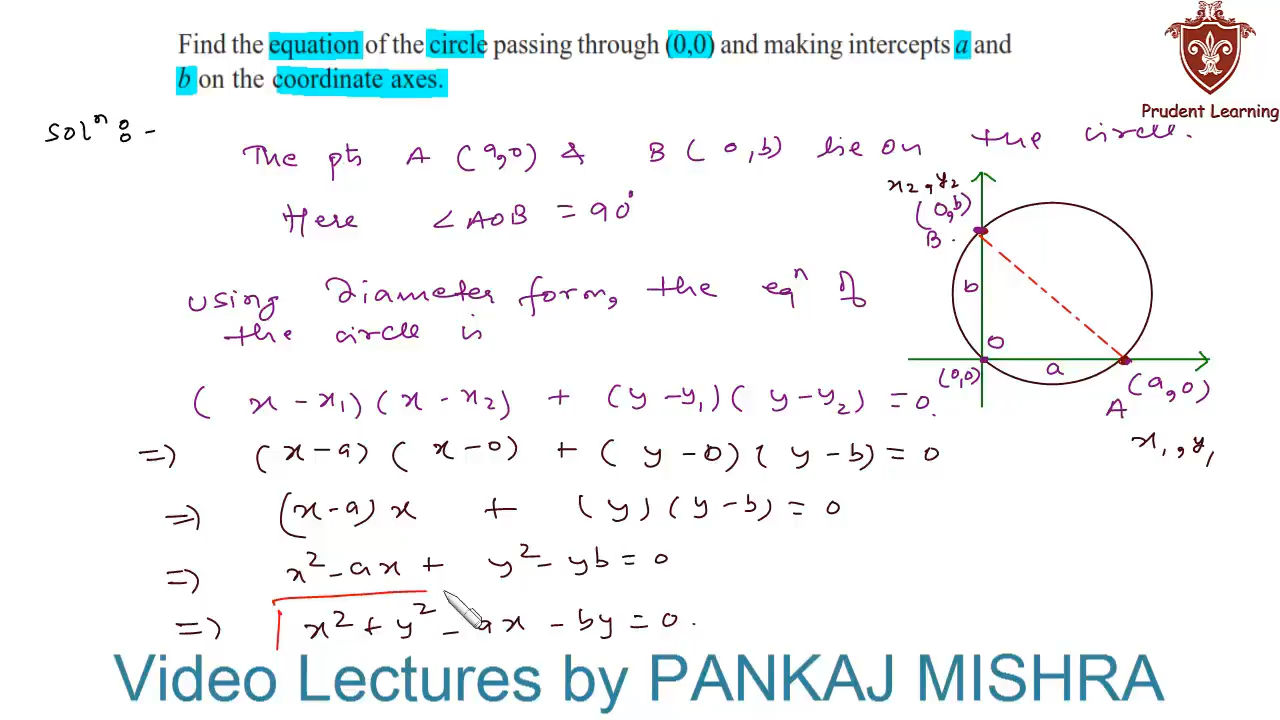 Find the equation of the circle passing through (0,0) and making intercepts a and
b on the coordinate axes.
Prudent Learning
Solⁿ :-
The pts A (a,0) & B (0,b) lie on the circle.
Here ∠AOB = 90°
using Diameter form, the eqⁿ of
the circle is
(x-x₁)(x-x₂) + (y-y₁)(y-y₂) = 0.
=> (x-a)(x-0) + (y-0)(y-b) = 0
=> (x-a)x + (y)(y-b) = 0
=> x²-ax + y²-yb = 0
=> x²+y²-ax-by = 0.
x₂,y₂
(0,b)
B.
b
O
(0,0)
a
(a,0)
A
x₁,y₁
Video Lectures by PANKAJ MISHRA